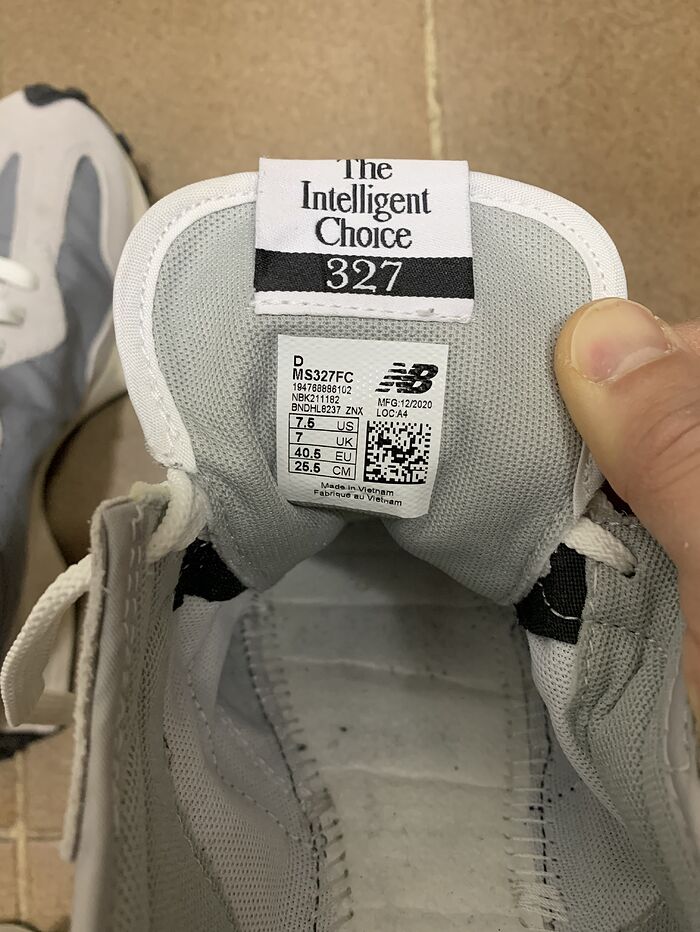 The
Intelligent
Choice
327
D
MS327FC
194768886102
NBK211182
BNDHL8237 ZNX
NB
MFG:12/2020
LOC:A4
7.5 US
7 UK
40.5 EU
25.5 CM
Made in Vietnam
Fabriqué au Vietnam